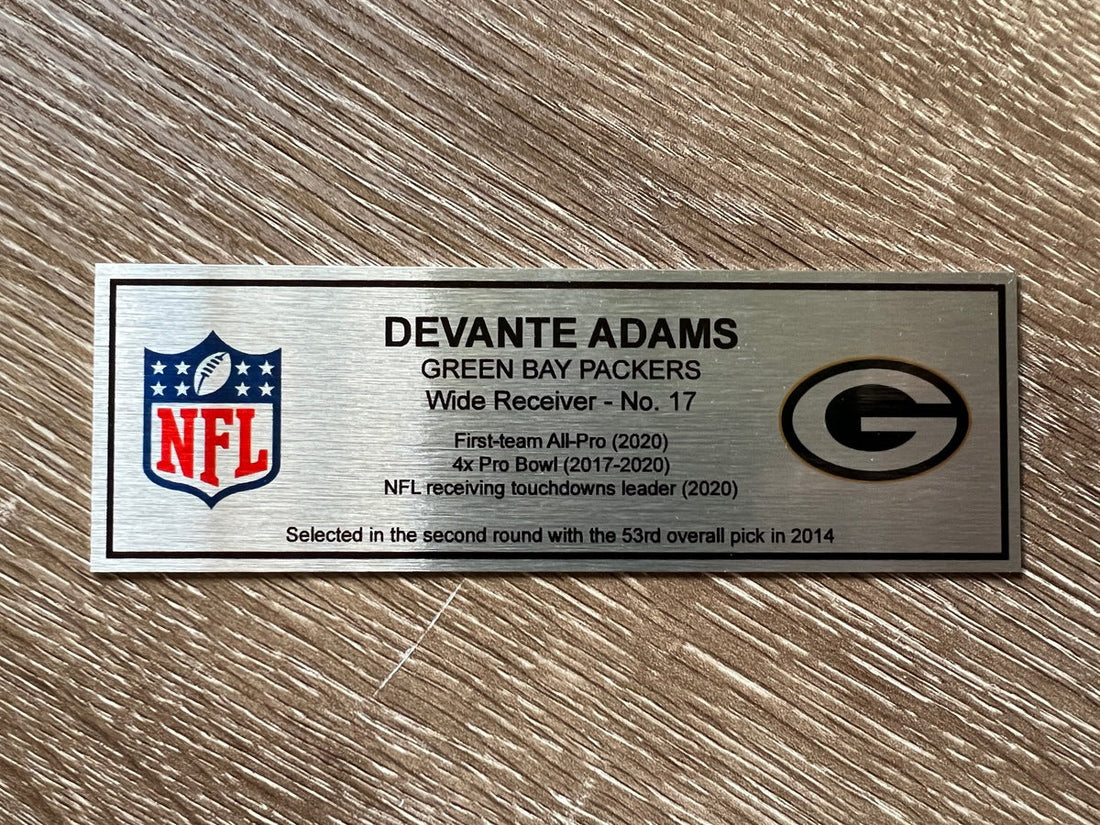 DEVANTE ADAMS
GREEN BAY PACKERS
Wide Receiver - No. 17
First-team All-Pro (2020)
4x Pro Bowl (2017-2020)
NFL receiving touchdowns leader (2020)
Selected in the second round with the 53rd overall pick in 2014
NFL
G